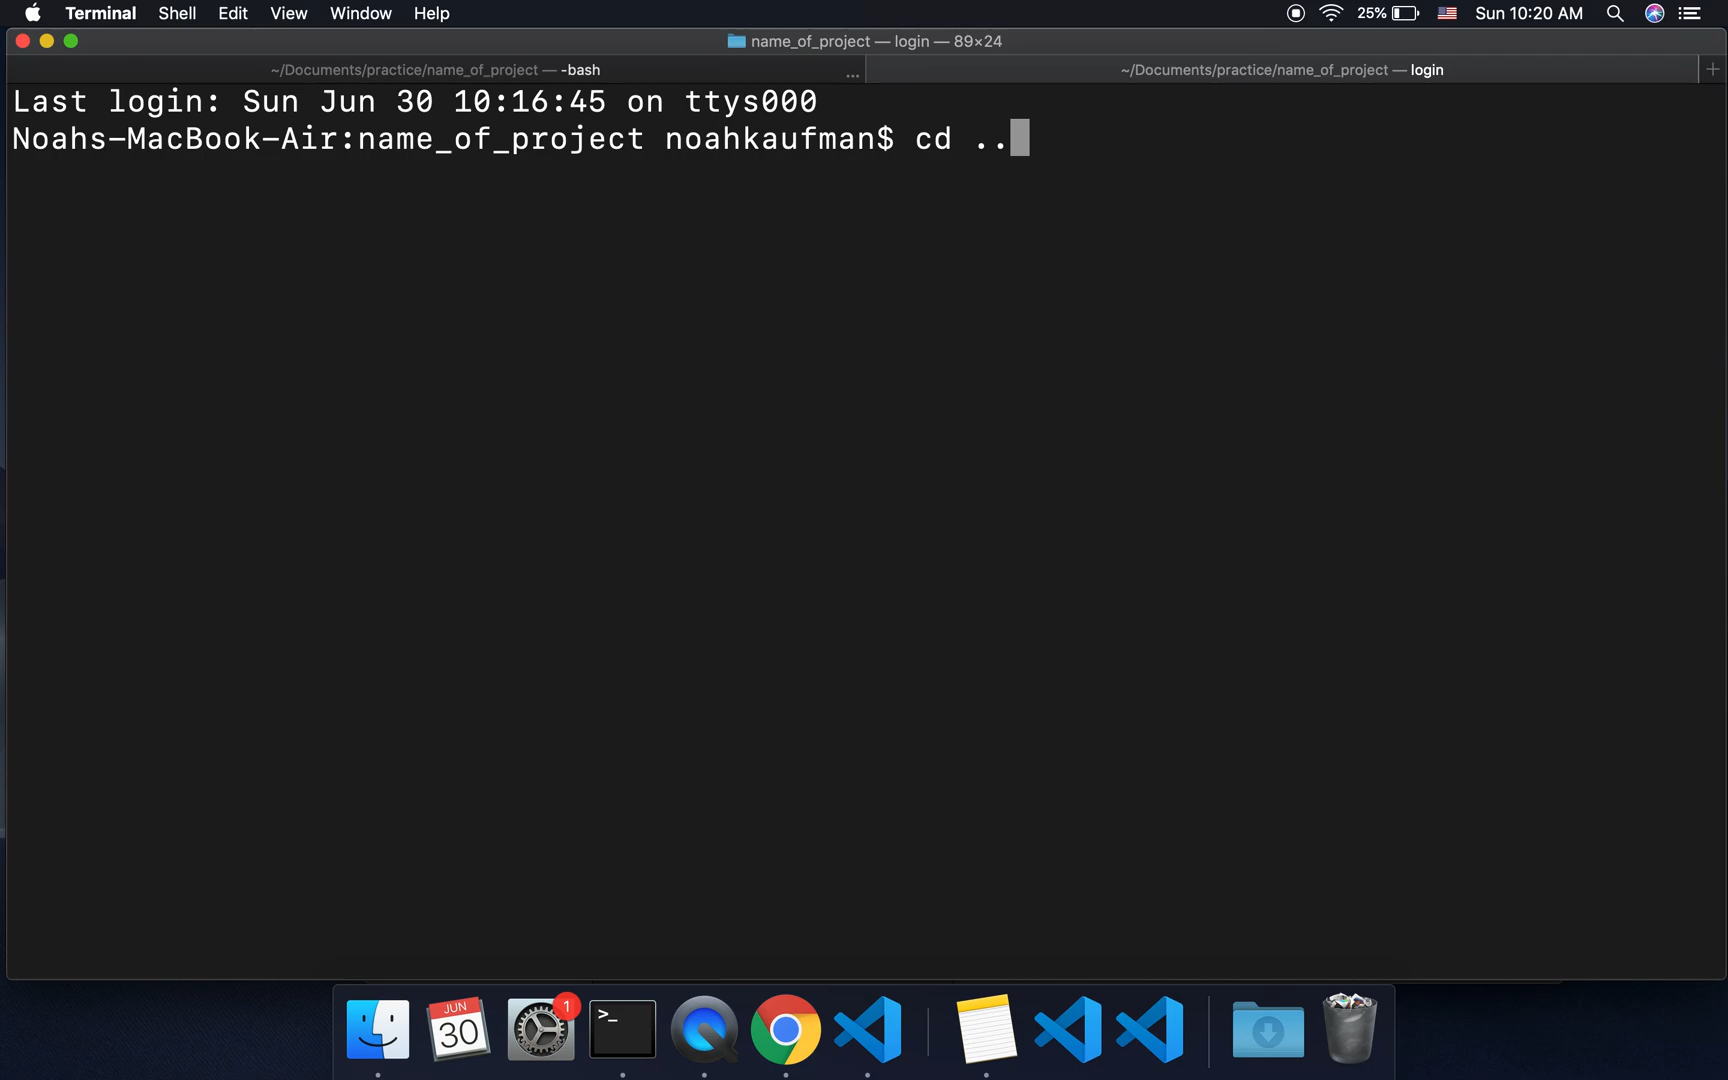 Terminal Shell Edit View Window Help 25% Sun 10:20 AM
name_of_project — login — 89×24
~/Documents/practice/name_of_project — -bash ... ~/Documents/practice/name_of_project — login
Last login: Sun Jun 30 10:16:45 on ttys000
Noahs-MacBook-Air:name_of_project noahkaufman$ cd ..
JUN
30
1
>_